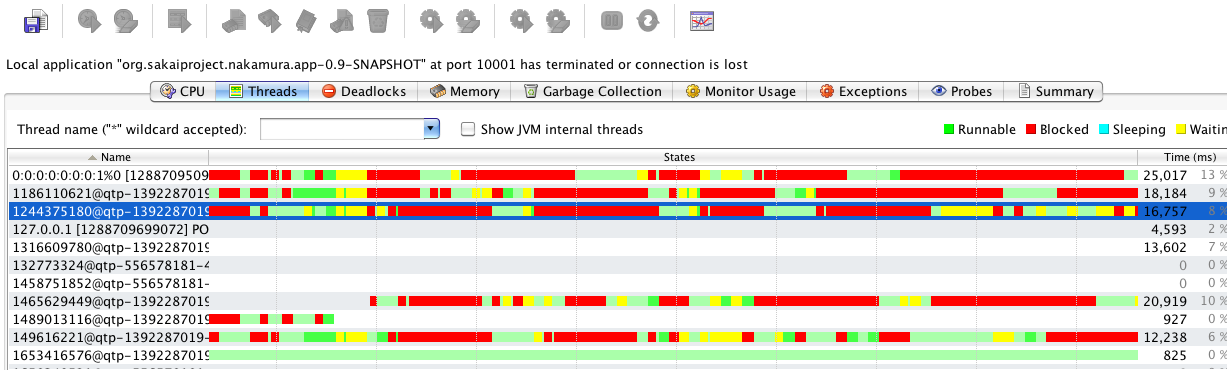 Local application "org.sakaiproject.nakamura.app-0.9-SNAPSHOT" at port 10001 has terminated or connection is lost
CPU Threads Deadlocks Memory Garbage Collection Monitor Usage Exceptions Probes Summary
Thread name ("*" wildcard accepted): Show JVM internal threads Runnable Blocked Sleeping Waitin
Name States Time (ms)
0:0:0:0:0:0:0:1%0 [1288709509 25,017 13 %
1186110621@qtp-1392287019 18,184 9 %
1244375180@qtp-1392287019 16,757 8 %
127.0.0.1 [1288709699072] PO 4,593 2 %
1316609780@qtp-1392287019 13,602 7 %
132773324@qtp-556578181-4 0 0 %
1458751852@qtp-556578181- 0 0 %
1465629449@qtp-1392287019 20,919 10 %
1489013116@qtp-1392287019 927 0 %
149616221@qtp-1392287019- 12,238 6 %
1653416576@qtp-1392287019 825 0 %